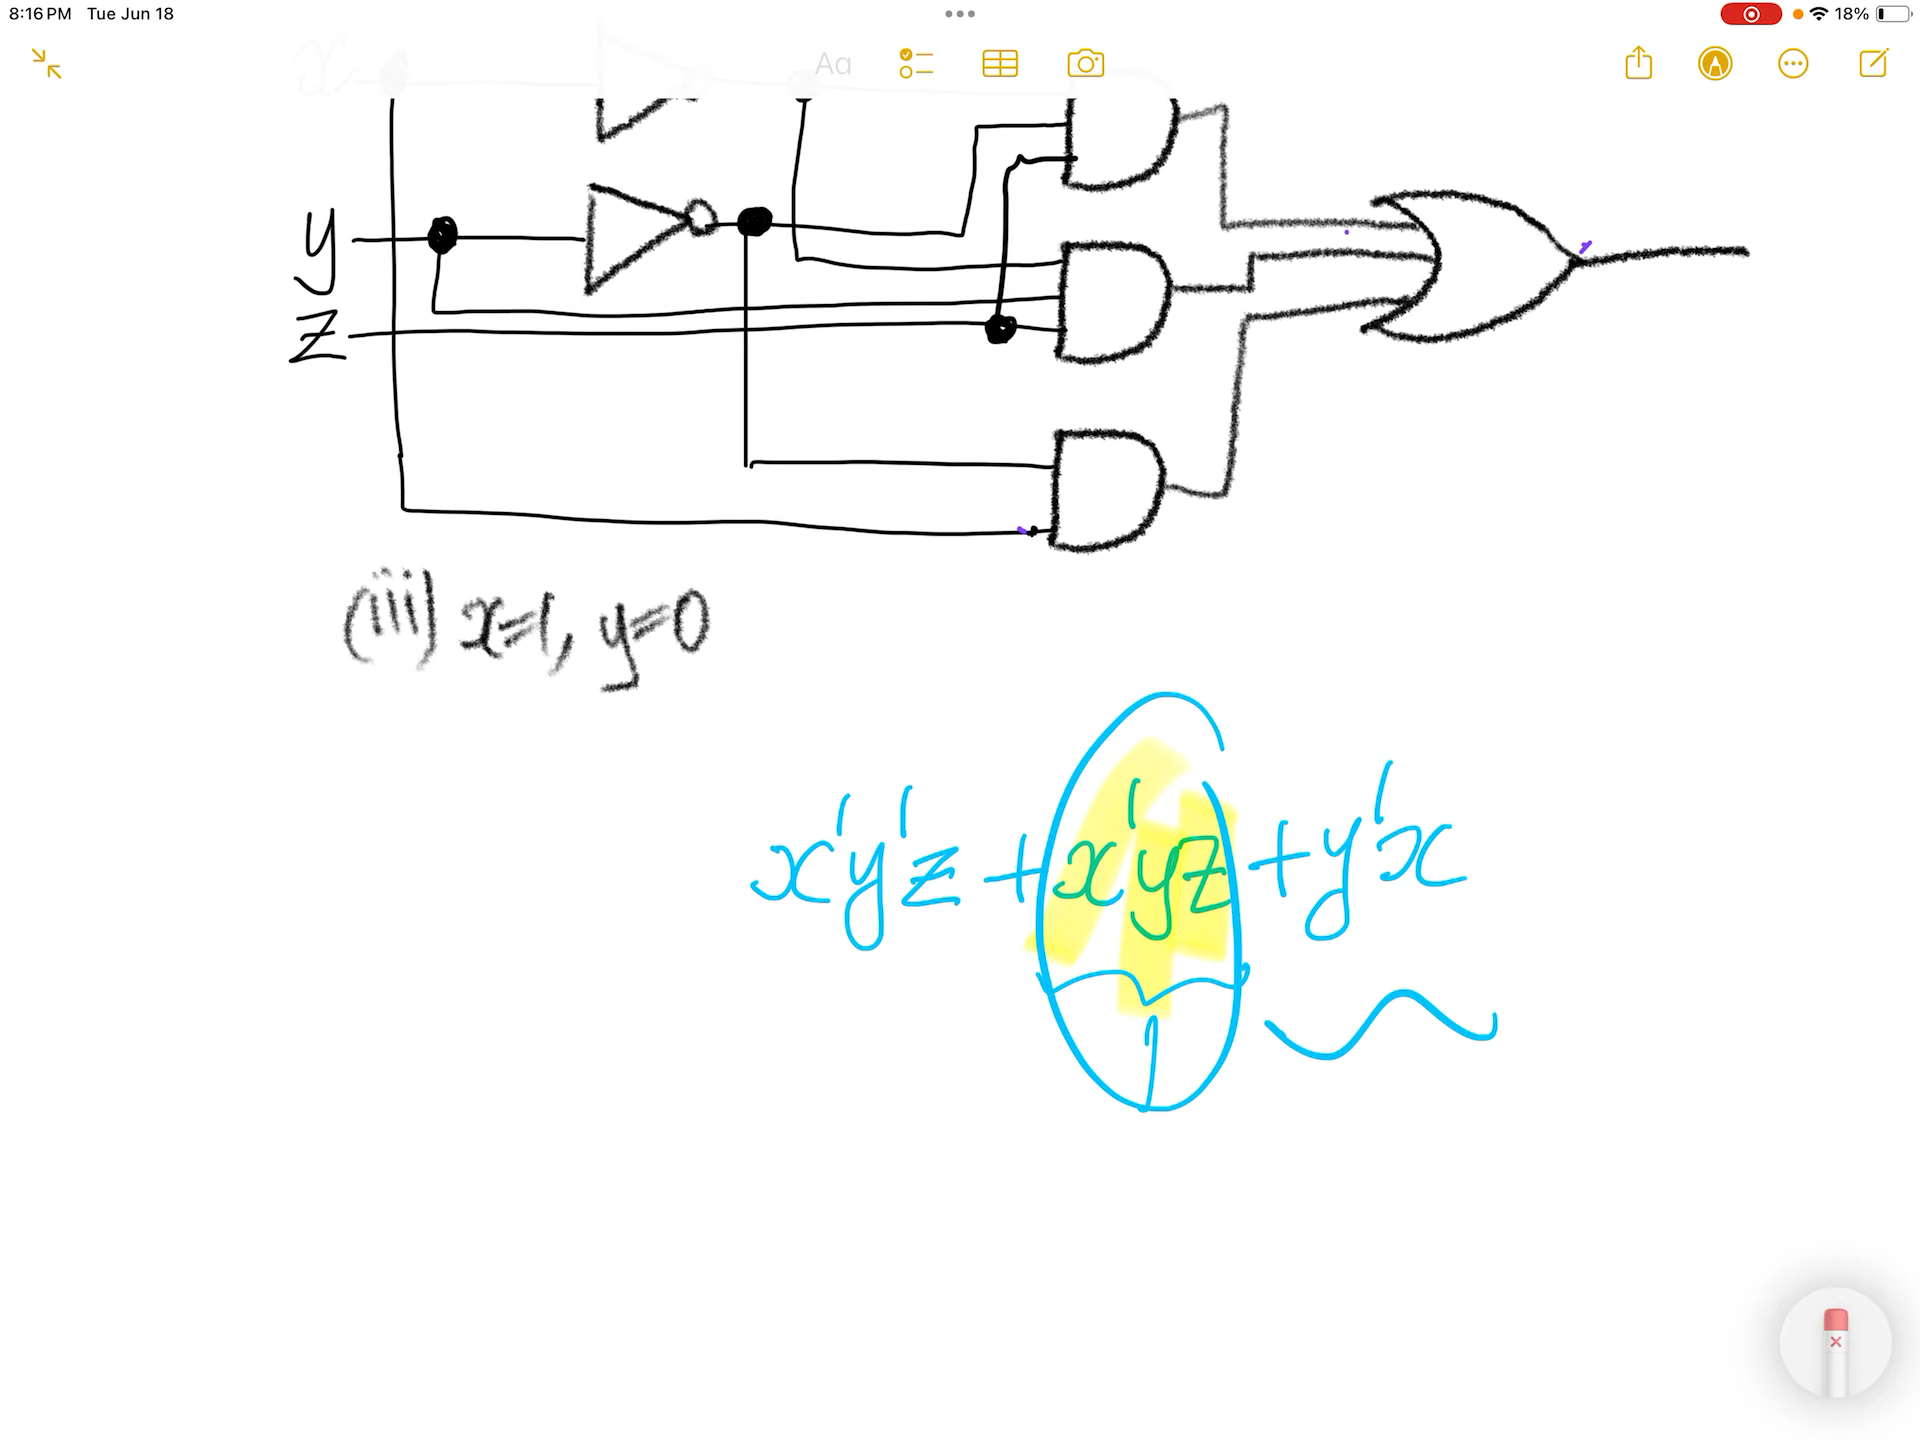 8:16 PM Tue Jun 18
18%
x
Aa
y
z
(iii) x=1, y=0
x'y'z + x'yz + y'x
1